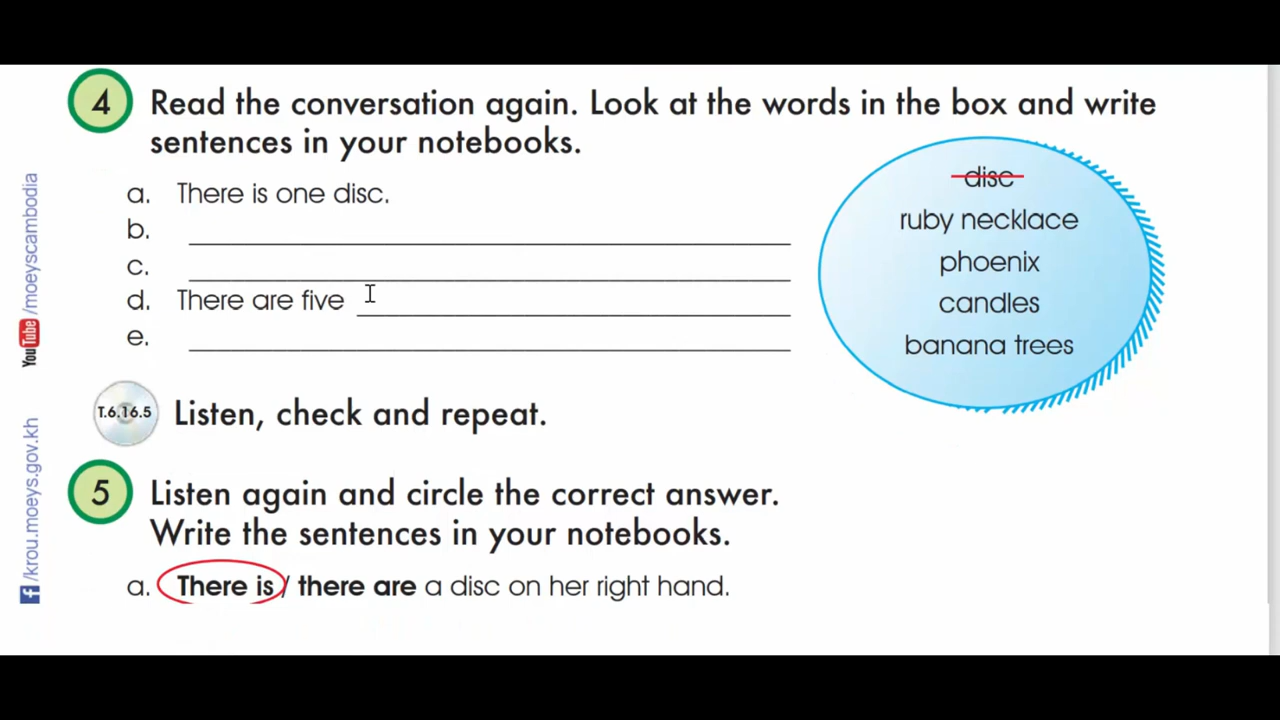 4 Read the conversation again. Look at the words in the box and write
sentences in your notebooks.
a. There is one disc.
b.
c.
d. There are five
e.
disc
ruby necklace
phoenix
candles
banana trees
T.6.16.5 Listen, check and repeat.
5 Listen again and circle the correct answer.
Write the sentences in your notebooks.
a. There is / there are a disc on her right hand.
YouTube /moeyscambodia
f /krou.moeys.gov.kh